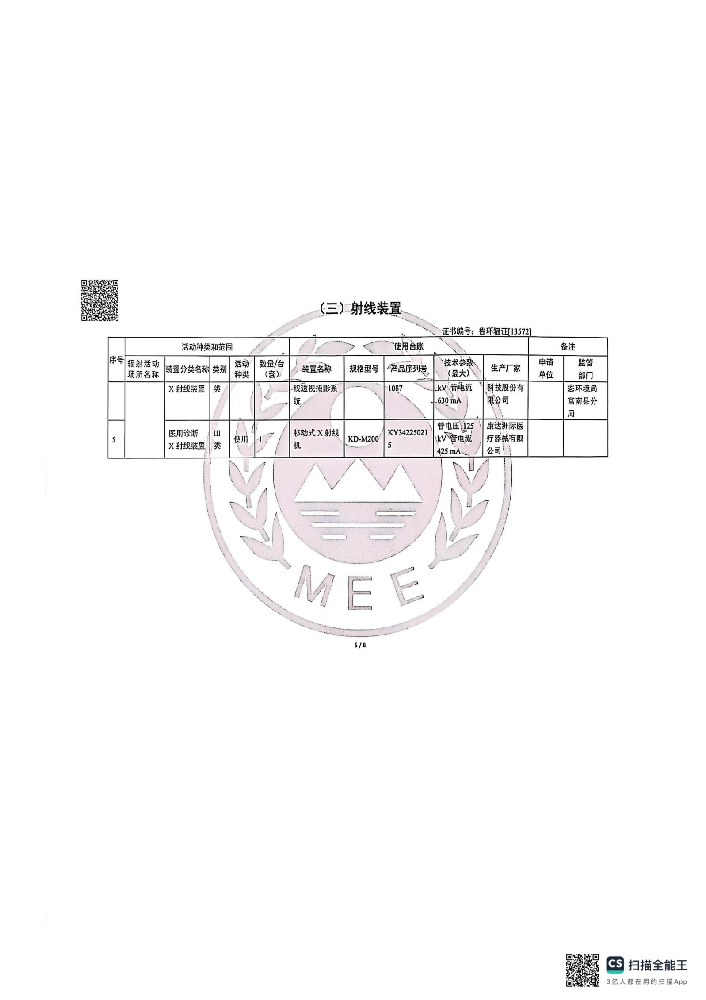 （三）射线装置
证书编号：鲁环辐证[13572]
序号 活动种类和范围 使用台账 备注
辐射活动场所名称 装置分类名称 类别 活动种类 数量/台（套） 装置名称 规格型号 产品序列号 技术参数（最大） 生产厂家 申请单位 监管部门
X 射线装置 类 线透视摄影系统 1087 kV 管电流 630 mA 科技股份有限公司 态环境局莒南县分局
5 医用诊断 X 射线装置 III 类 使用 1 移动式 X 射线机 KD-M200 KY342250215 管电压 125 kV 管电流 425 mA 康达洲际医疗器械有限公司
MEE
5 / 8
CS 扫描全能王
3亿人都在用的扫描App